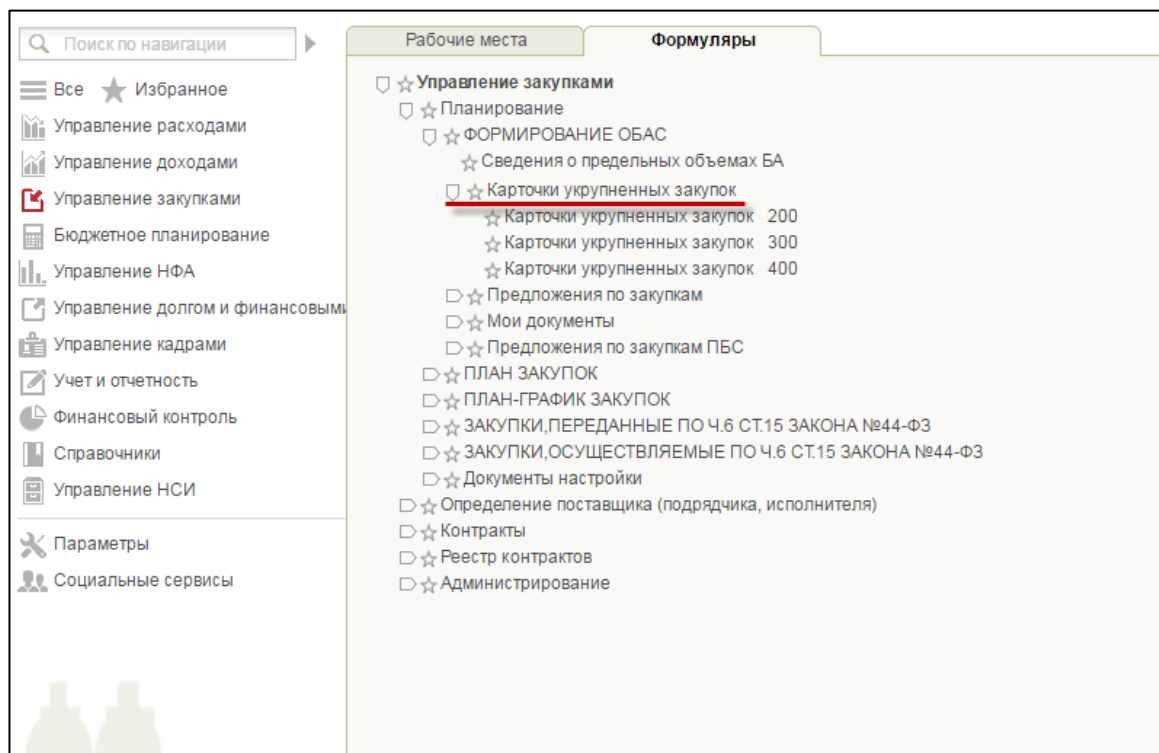 Поиск по навигации
Все Избранное
Управление расходами
Управление доходами
Управление закупками
Бюджетное планирование
Управление НФА
Управление долгом и финансовыми
Управление кадрами
Учет и отчетность
Финансовый контроль
Справочники
Управление НСИ
Параметры
Социальные сервисы
Рабочие места Формуляры
Управление закупками
Планирование
ФОРМИРОВАНИЕ ОБАС
Сведения о предельных объемах БА
Карточки укрупненных закупок
Карточки укрупненных закупок 200
Карточки укрупненных закупок 300
Карточки укрупненных закупок 400
Предложения по закупкам
Мои документы
Предложения по закупкам ПБС
ПЛАН ЗАКУПОК
ПЛАН-ГРАФИК ЗАКУПОК
ЗАКУПКИ,ПЕРЕДАННЫЕ ПО Ч.6 СТ.15 ЗАКОНА №44-ФЗ
ЗАКУПКИ,ОСУЩЕСТВЛЯЕМЫЕ ПО Ч.6 СТ.15 ЗАКОНА №44-ФЗ
Документы настройки
Определение поставщика (подрядчика, исполнителя)
Контракты
Реестр контрактов
Администрирование